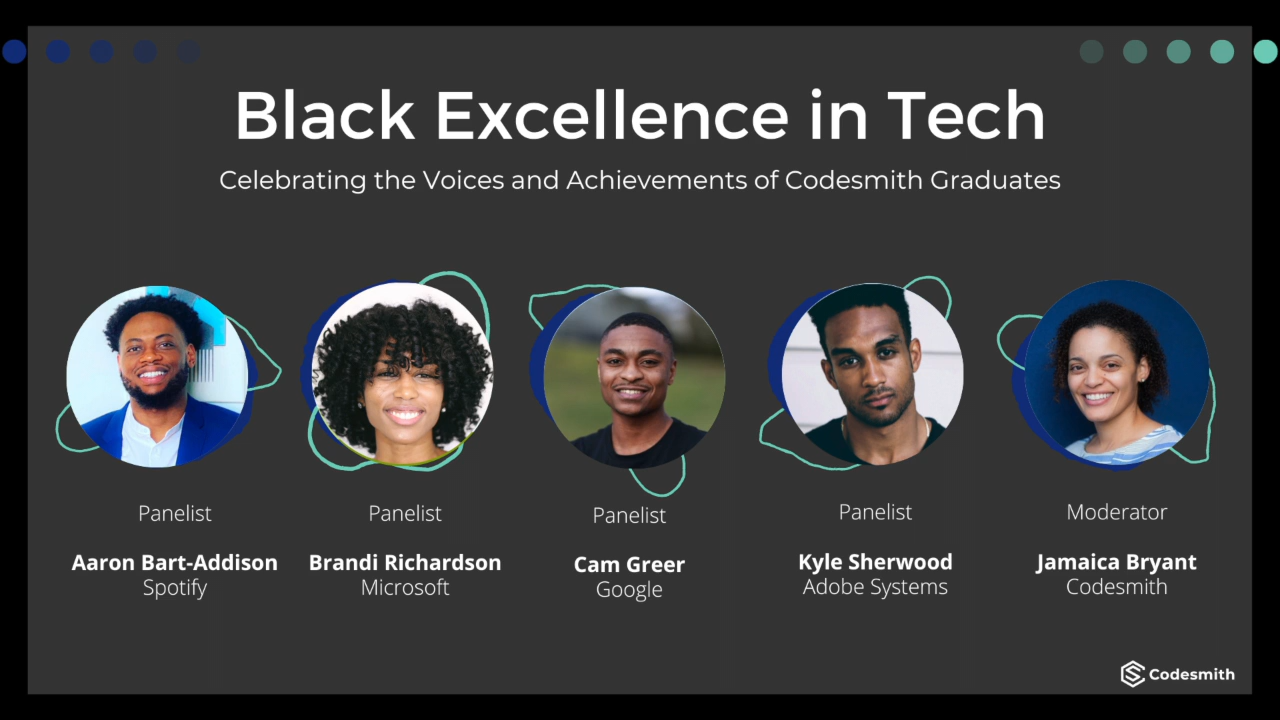 Black Excellence in Tech
Celebrating the Voices and Achievements of Codesmith Graduates
Panelist
Aaron Bart-Addison
Spotify
Panelist
Brandi Richardson
Microsoft
Panelist
Cam Greer
Google
Panelist
Kyle Sherwood
Adobe Systems
Moderator
Jamaica Bryant
Codesmith
Codesmith